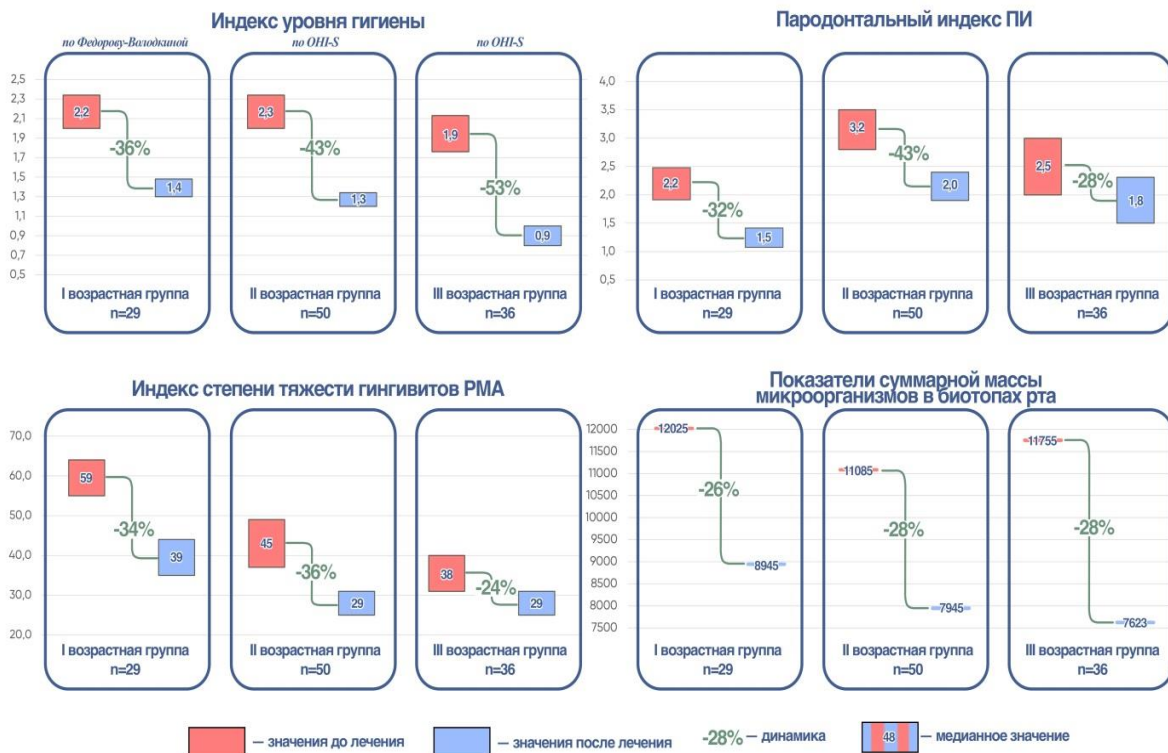 Индекс уровня гигиены
по Федорову-Володкиной
по OHI-S
по OHI-S
2,5
2,3
2,1
1,9
1,7
1,5
1,3
1,1
0,9
0,7
0,5
2,2
-36%
1,4
I возрастная группа
n=29
2,3
-43%
1,3
II возрастная группа
n=50
1,9
-53%
0,9
III возрастная группа
n=36
Пародонтальный индекс ПИ
4,0
3,5
3,0
2,5
2,0
1,5
1,0
0,5
2,2
-32%
1,5
I возрастная группа
n=29
3,2
-43%
2,0
II возрастная группа
n=50
2,5
-28%
1,8
III возрастная группа
n=36
Индекс степени тяжести гингивитов PMA
70,0
60,0
50,0
40,0
30,0
20,0
59
-34%
39
I возрастная группа
n=29
45
-36%
29
II возрастная группа
n=50
38
-24%
29
III возрастная группа
n=36
Показатели суммарной массы
микроорганизмов в биотопах рта
12000
11000
10500
9500
9000
8500
8000
7500
12025
-26%
8945
I возрастная группа
n=29
11085
-28%
7945
II возрастная группа
n=50
11755
-28%
7623
III возрастная группа
n=36
— значения до лечения
— значения после лечения
-28% — динамика
48 — медианное значение